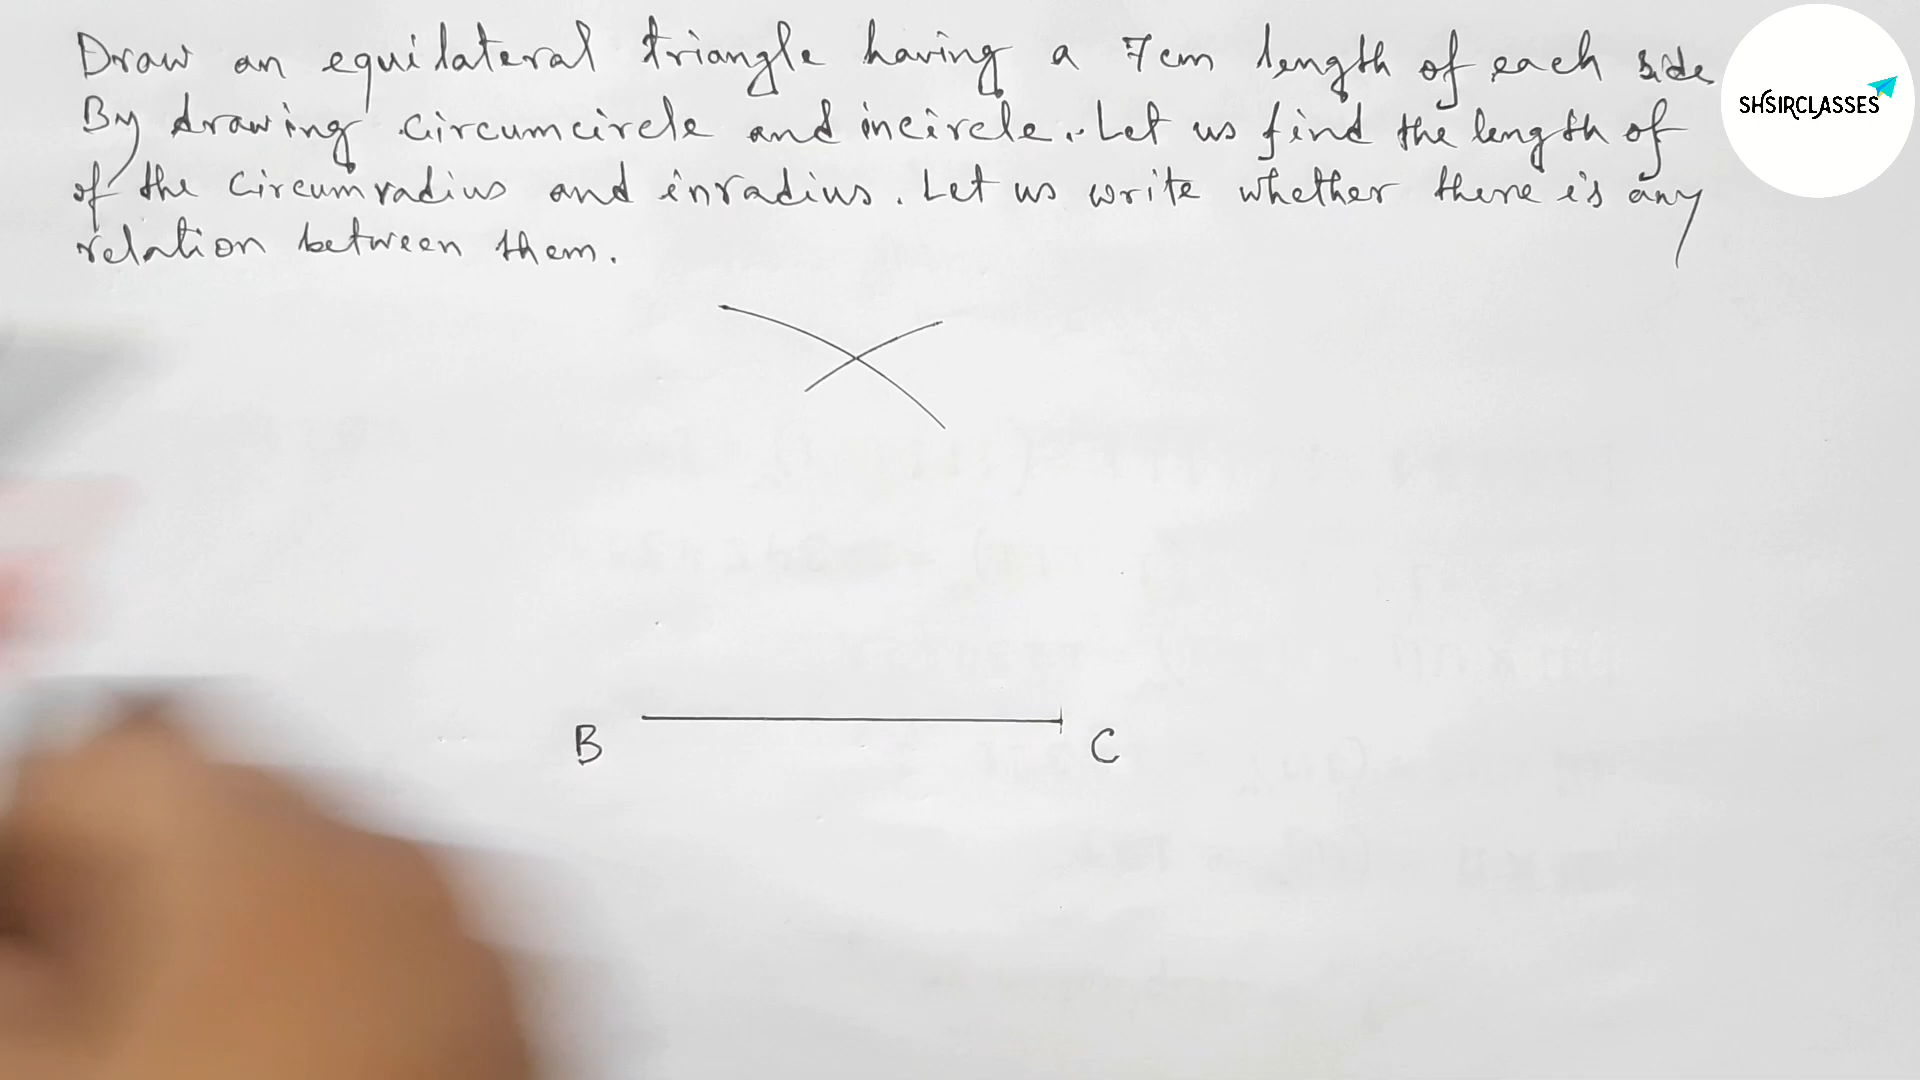 Draw an equilateral triangle having a 7cm length of each side
By drawing circumcircle and incircle. Let us find the length of
of the circumradius and inradius. Let us write whether there is any
relation between them.
SHSIRCLASSES
B
C